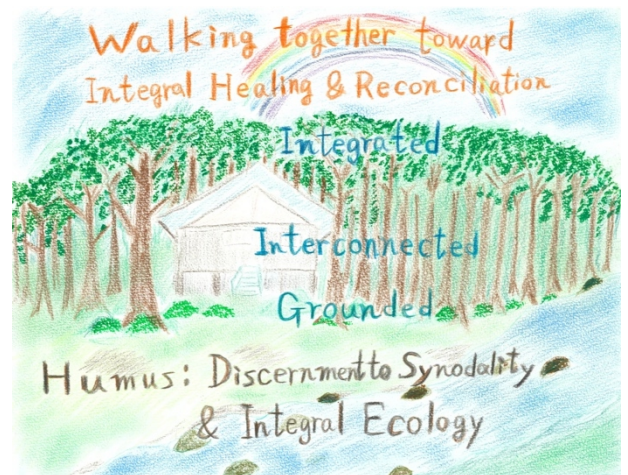 Walking together toward
Integral Healing & Reconciliation
Integrated
Interconnected
Grounded
Humus: Discernment to Synodality
& Integral Ecology